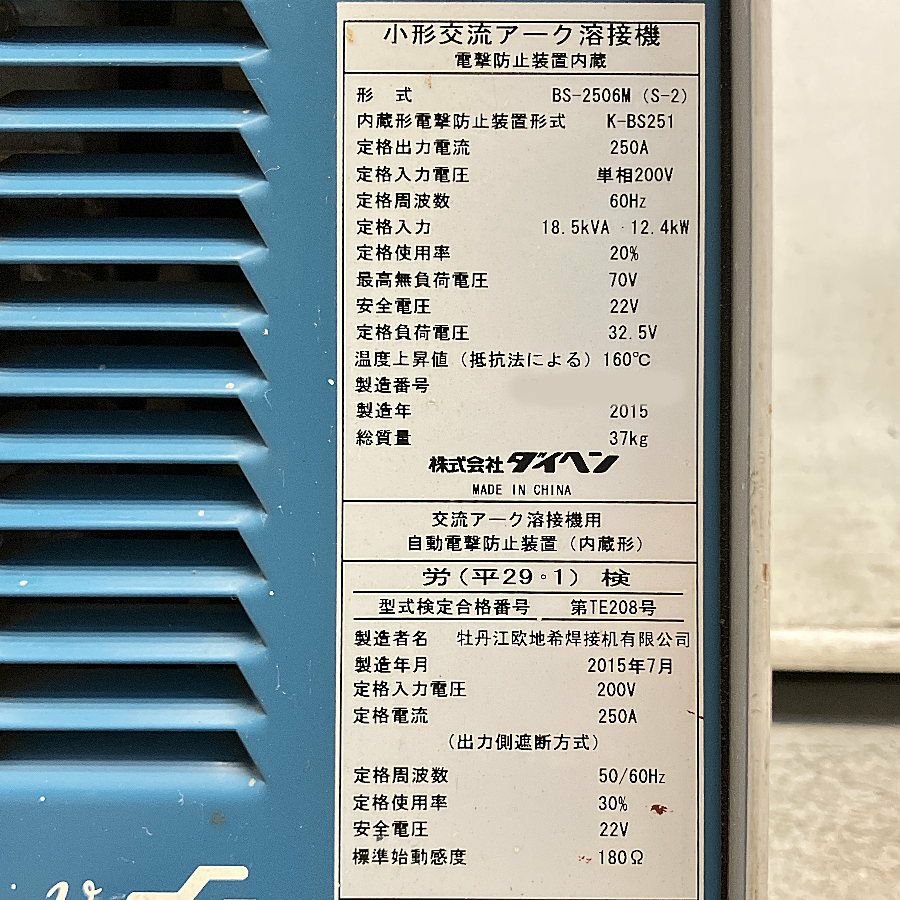 小形交流アーク溶接機
電撃防止装置内蔵
形 式 BS-2506M (S-2)
内蔵形電撃防止装置形式 K-BS251
定格出力電流 250A
定格入力電圧 単相200V
定格周波数 60Hz
定格入力 18.5kVA · 12.4kW
定格使用率 20%
最高無負荷電圧 70V
安全電圧 22V
定格負荷電圧 32.5V
温度上昇値（抵抗法による）160℃
製造番号
製造年 2015
総質量 37kg
株式会社 ダイヘン
MADE IN CHINA
交流アーク溶接機用
自動電撃防止装置（内蔵形）
労（平29。1）検
型式検定合格番号 第TE208号
製造者名 牡丹江欧地希焊接机有限公司
製造年月 2015年7月
定格入力電圧 200V
定格電流 250A
（出力側遮断方式）
定格周波数 50/60Hz
定格使用率 30%
安全電圧 22V
標準始動感度 180Ω